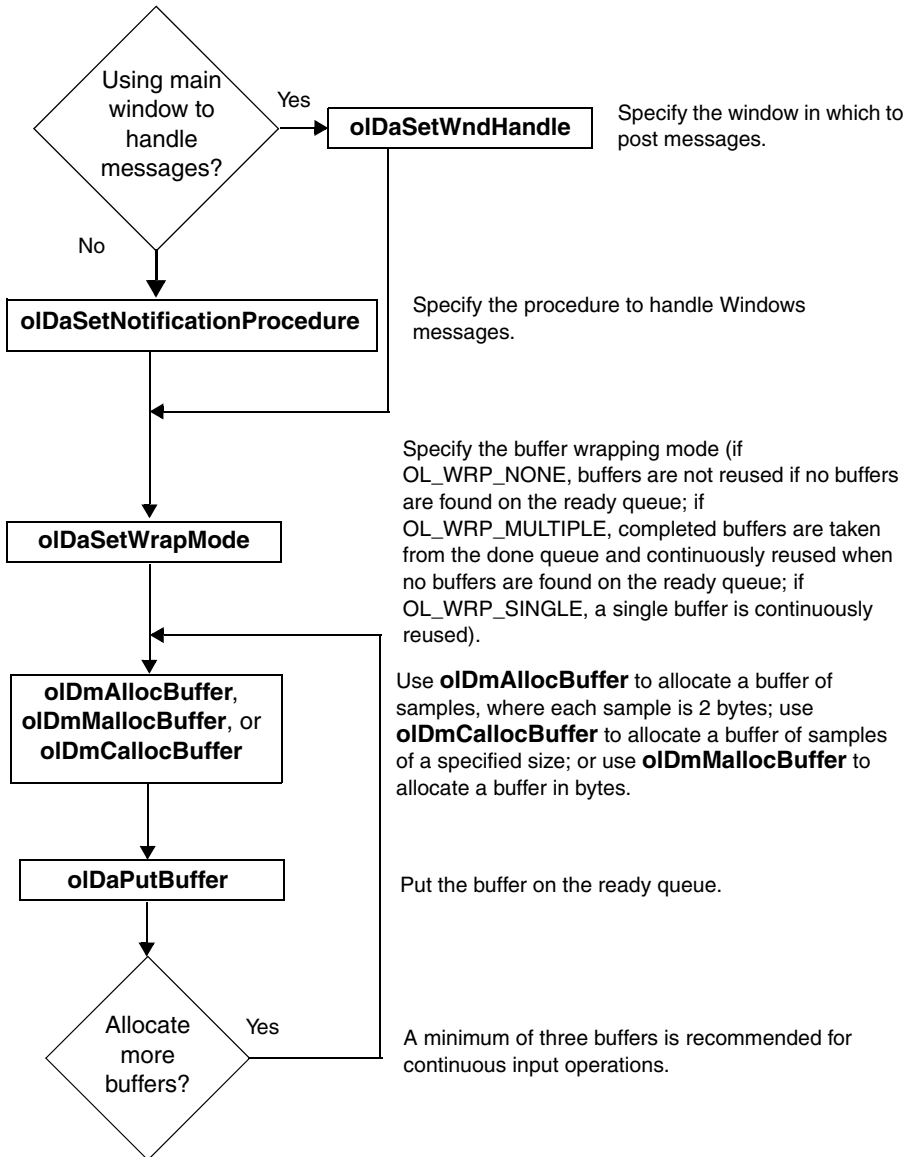 Using main
window to
handle
messages?
Yes
olDaSetWndHandle
Specify the window in which to
post messages.
No
olDaSetNotificationProcedure
Specify the procedure to handle Windows
messages.
Specify the buffer wrapping mode (if
OL_WRP_NONE, buffers are not reused if no buffers
are found on the ready queue; if
OL_WRP_MULTIPLE, completed buffers are taken
from the done queue and continuously reused when
no buffers are found on the ready queue; if
OL_WRP_SINGLE, a single buffer is continuously
reused).
olDaSetWrapMode
olDmAllocBuffer,
olDmMallocBuffer, or
olDmCallocBuffer
Use olDmAllocBuffer to allocate a buffer of
samples, where each sample is 2 bytes; use
olDmCallocBuffer to allocate a buffer of samples
of a specified size; or use olDmMallocBuffer to
allocate a buffer in bytes.
olDaPutBuffer
Put the buffer on the ready queue.
Allocate
more
buffers?
Yes
A minimum of three buffers is recommended for
continuous input operations.